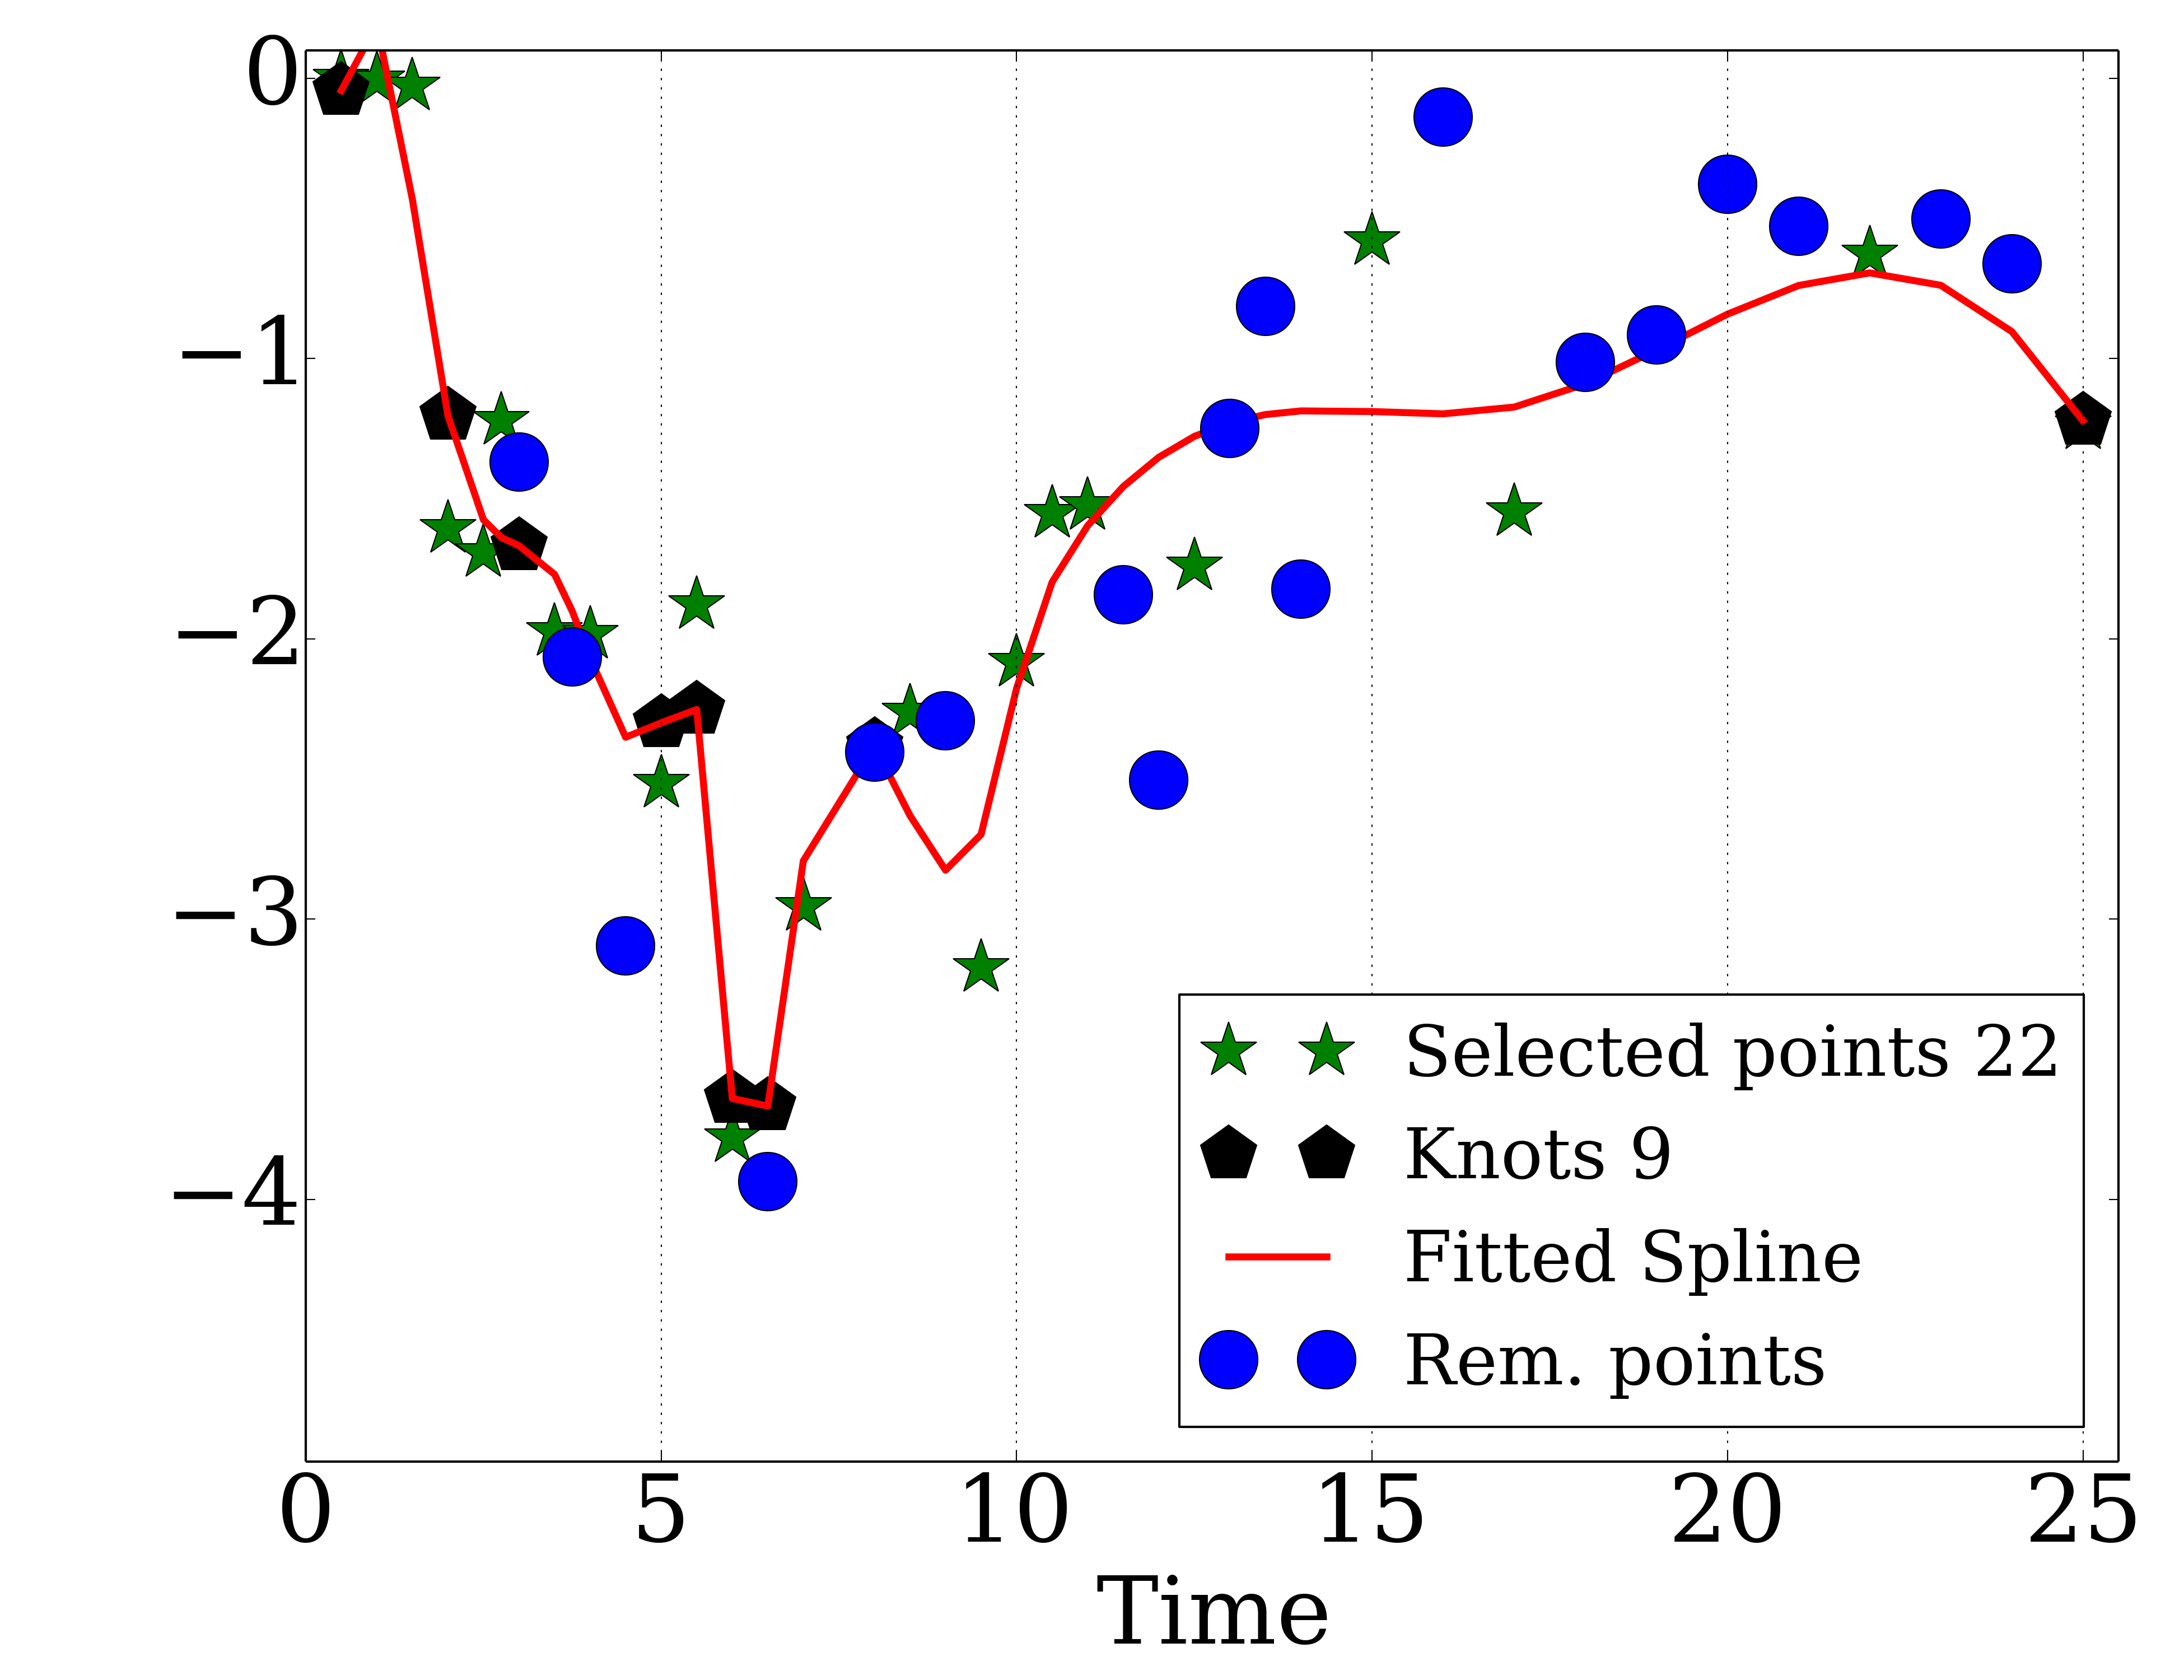 0
−1
−2
−3
−4
Selected points 22
Knots 9
Fitted Spline
Rem. points
0 5 10 15 20 25
Time